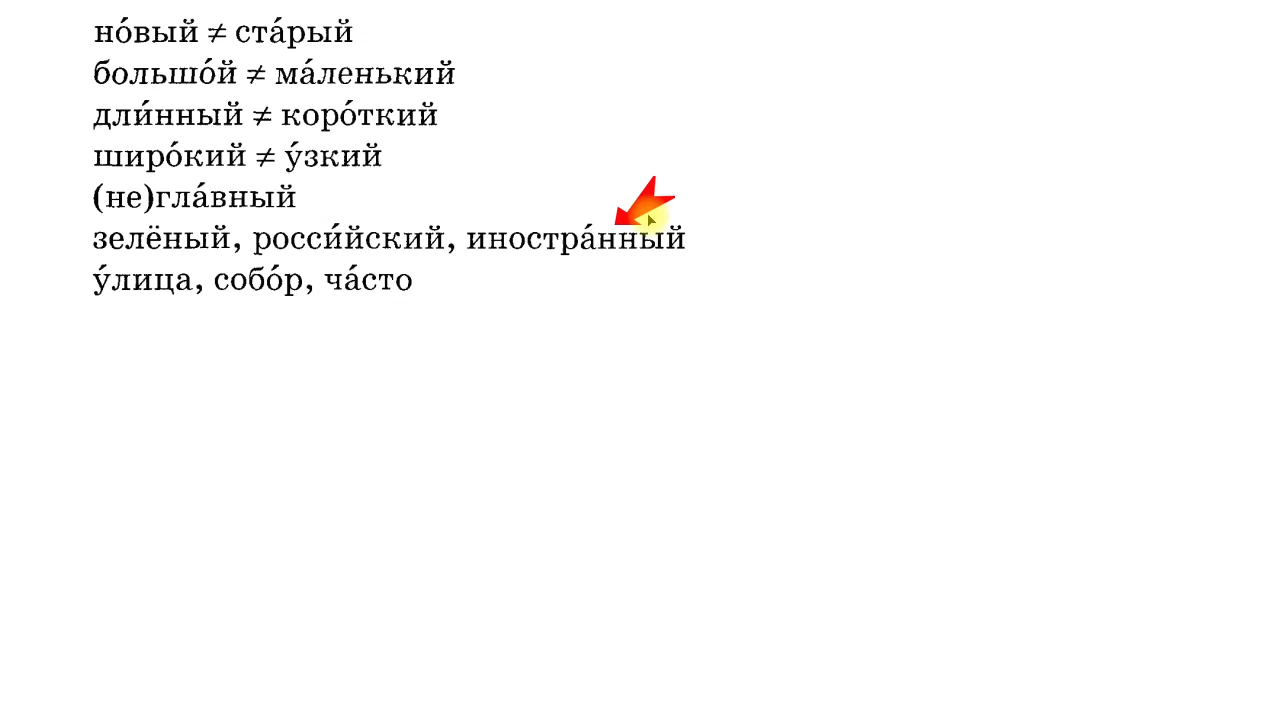 но́вый ≠ ста́рый
большо́й ≠ ма́ленький
дли́нный ≠ коро́ткий
широ́кий ≠ у́зкий
(не)гла́вный
зелёный, росси́йский, иностра́нный
у́лица, собо́р, ча́сто